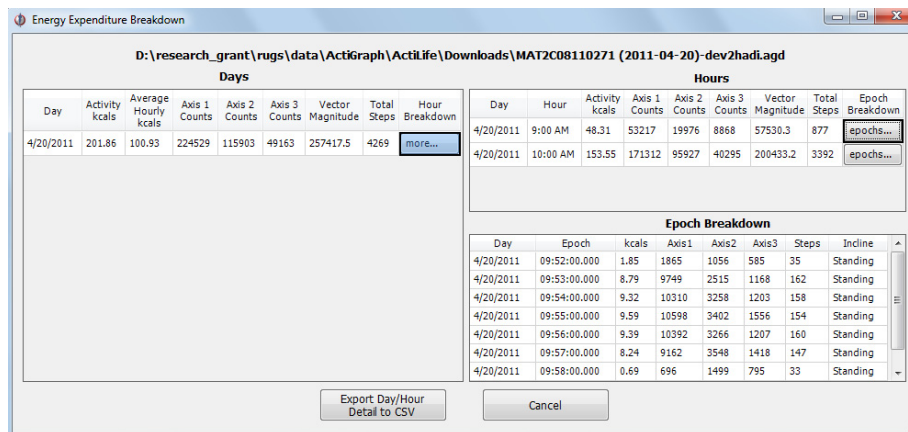 Energy Expenditure Breakdown
D:\research_grant\rugs\data\ActiGraph\ActiLife\Downloads\MAT2C08110271 (2011-04-20)-dev2hadi.agd
Days
Day Activity kcals Average Hourly kcals Axis 1 Counts Axis 2 Counts Axis 3 Counts Vector Magnitude Total Steps Hour Breakdown
4/20/2011 201.86 100.93 224529 115903 49163 257417.5 4269 more...
Hours
Day Hour Activity kcals Axis 1 Counts Axis 2 Counts Axis 3 Counts Vector Magnitude Total Steps Epoch Breakdown
4/20/2011 9:00 AM 48.31 53217 19976 8868 57530.3 877 epochs...
4/20/2011 10:00 AM 153.55 171312 95927 40295 200433.2 3392 epochs...
Epoch Breakdown
Day Epoch kcals Axis1 Axis2 Axis3 Steps Incline
4/20/2011 09:52:00.000 1.85 1865 1056 585 35 Standing
4/20/2011 09:53:00.000 8.79 9749 2515 1168 162 Standing
4/20/2011 09:54:00.000 9.32 10310 3258 1203 158 Standing
4/20/2011 09:55:00.000 9.59 10598 3402 1556 154 Standing
4/20/2011 09:56:00.000 9.39 10392 3266 1207 160 Standing
4/20/2011 09:57:00.000 8.24 9162 3548 1418 147 Standing
4/20/2011 09:58:00.000 0.69 696 1499 795 33 Standing
Export Day/Hour
Detail to CSV
Cancel